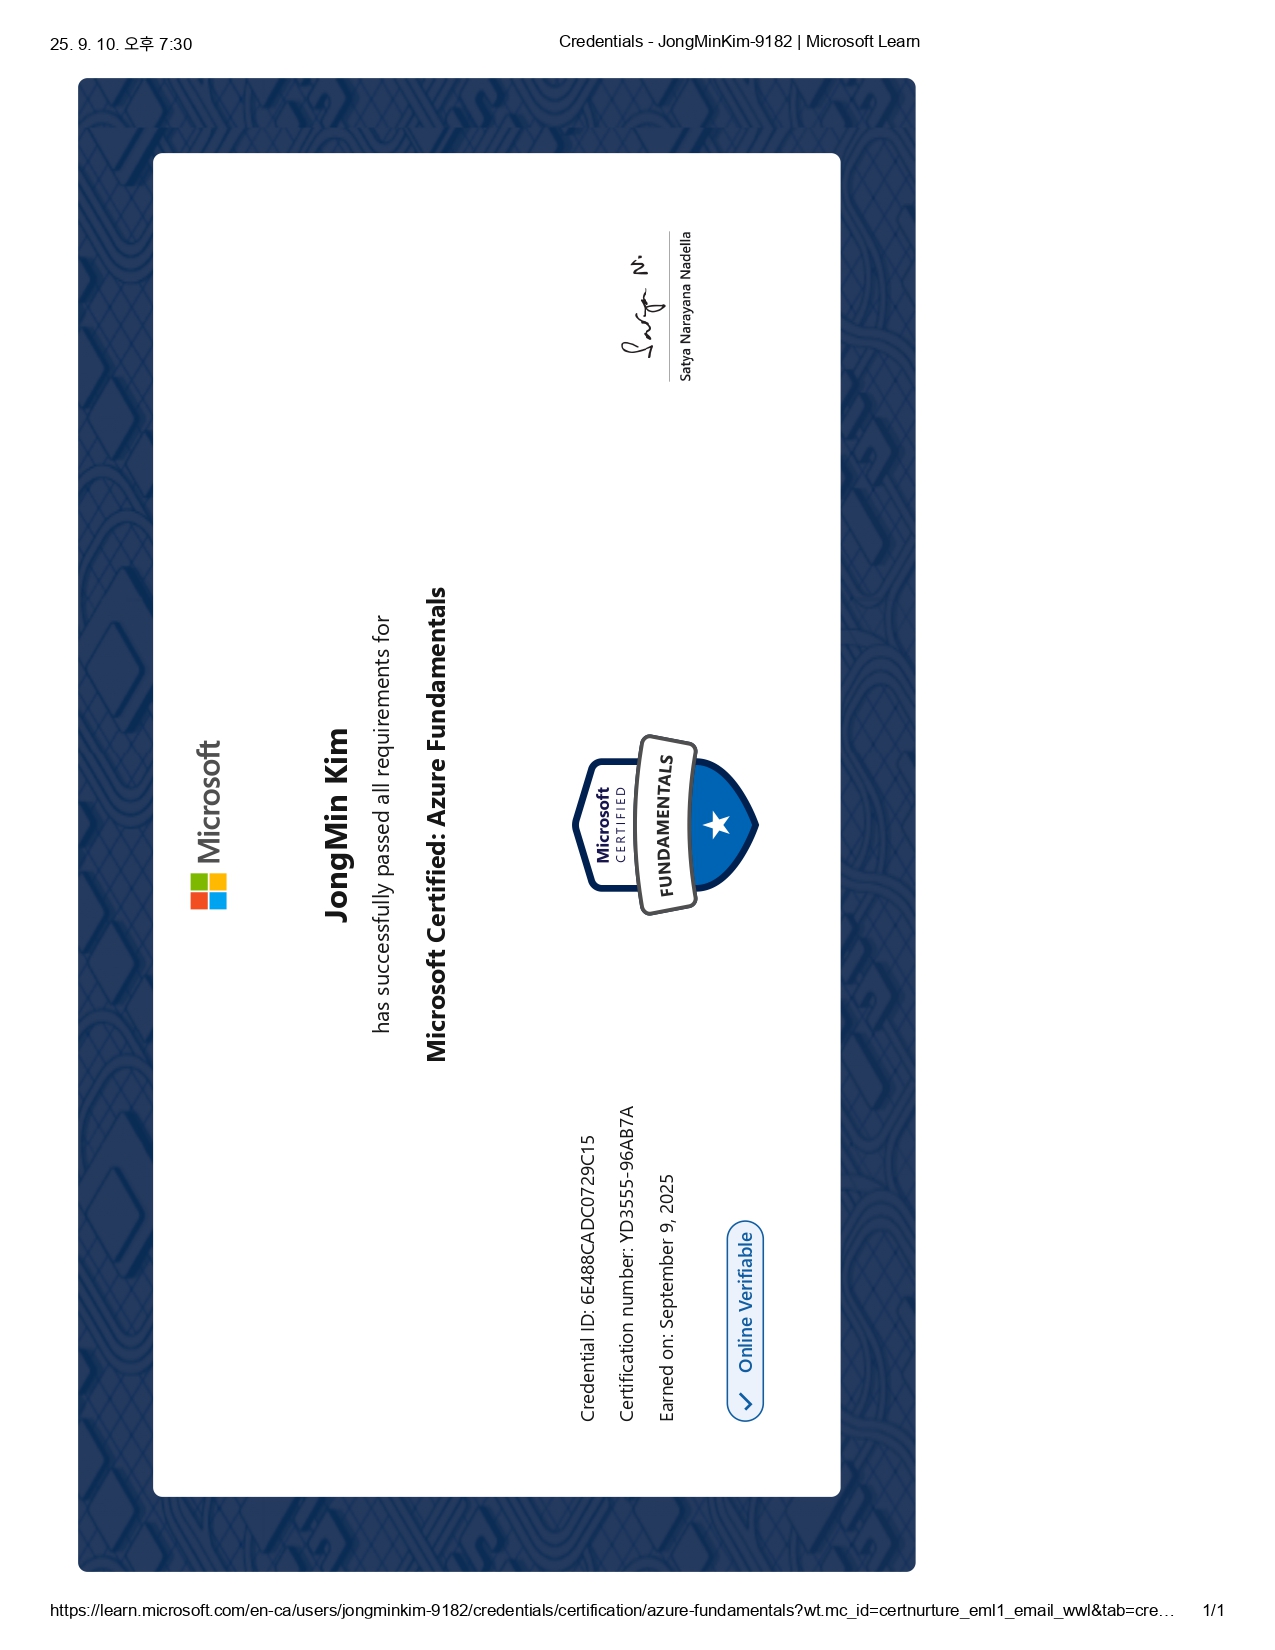 25. 9. 10. 오후 7:30
Credentials - JongMinKim-9182 | Microsoft Learn
Microsoft
JongMin Kim
has successfully passed all requirements for
Microsoft Certified: Azure Fundamentals
Credential ID: 6E488CADC0729C15
Certification number: YD3555-96AB7A
Earned on: September 9, 2025
Online Verifiable
Microsoft
CERTIFIED
FUNDAMENTALS
Satya N.
Satya Narayana Nadella
https://learn.microsoft.com/en-ca/users/jongminkim-9182/credentials/certification/azure-fundamentals?wt.mc_id=certnurture_eml1_email_wwl&tab=cre…
1/1